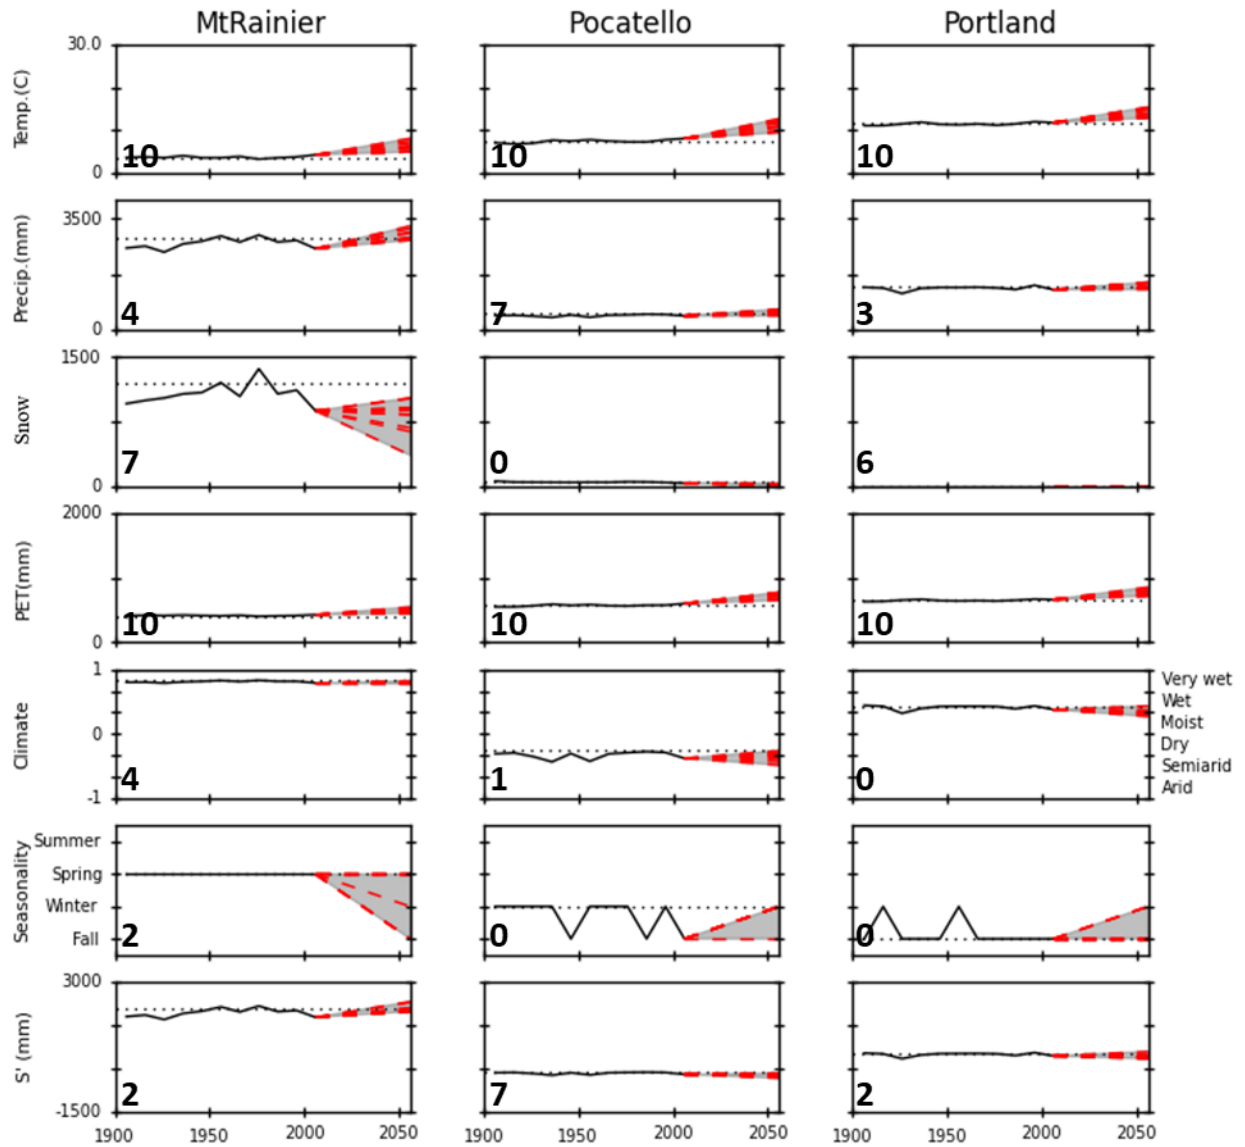 MtRainier Pocatello Portland
Temp.(C)
30.0
0
10 10 10
Precip.(mm)
3500
0
4 7 3
Snow
1500
0
7 0 6
PET(mm)
2000
0
10 10 10
Climate
1
0
-1
4 1 0
Very wet
Wet
Moist
Dry
Semiarid
Arid
Seasonality
Summer
Spring
Winter
Fall
2 0 0
S' (mm)
3000
-1500
2 7 2
1900 1950 2000 2050 1900 1950 2000 2050 1900 1950 2000 2050